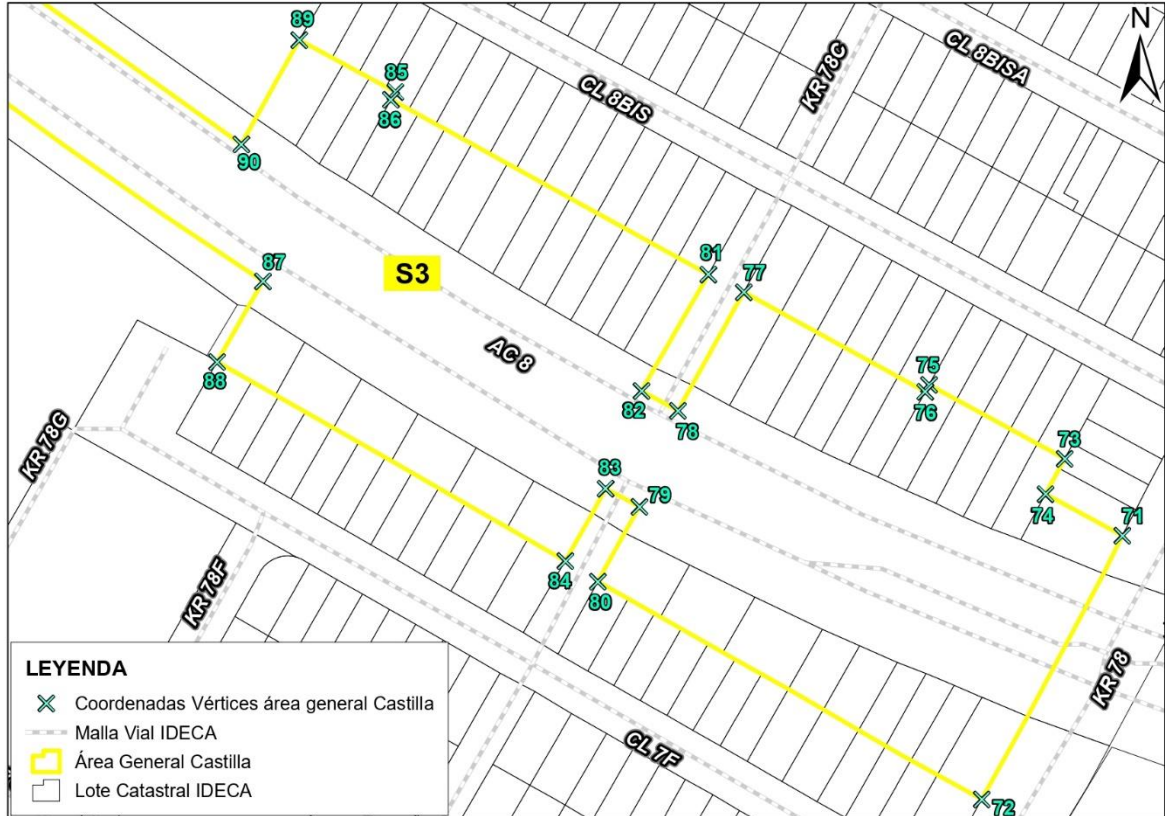 89
N
CL 8BISA
85
KR 78C
86
CL 8BIS
90
87
S3
81
77
AC 8
88
75
76
82
78
KR 78G
73
83
74
79
71
84
80
KR 78F
KR 78
CL 7F
72
LEYENDA
Coordenadas Vértices área general Castilla
Malla Vial IDECA
Área General Castilla
Lote Catastral IDECA